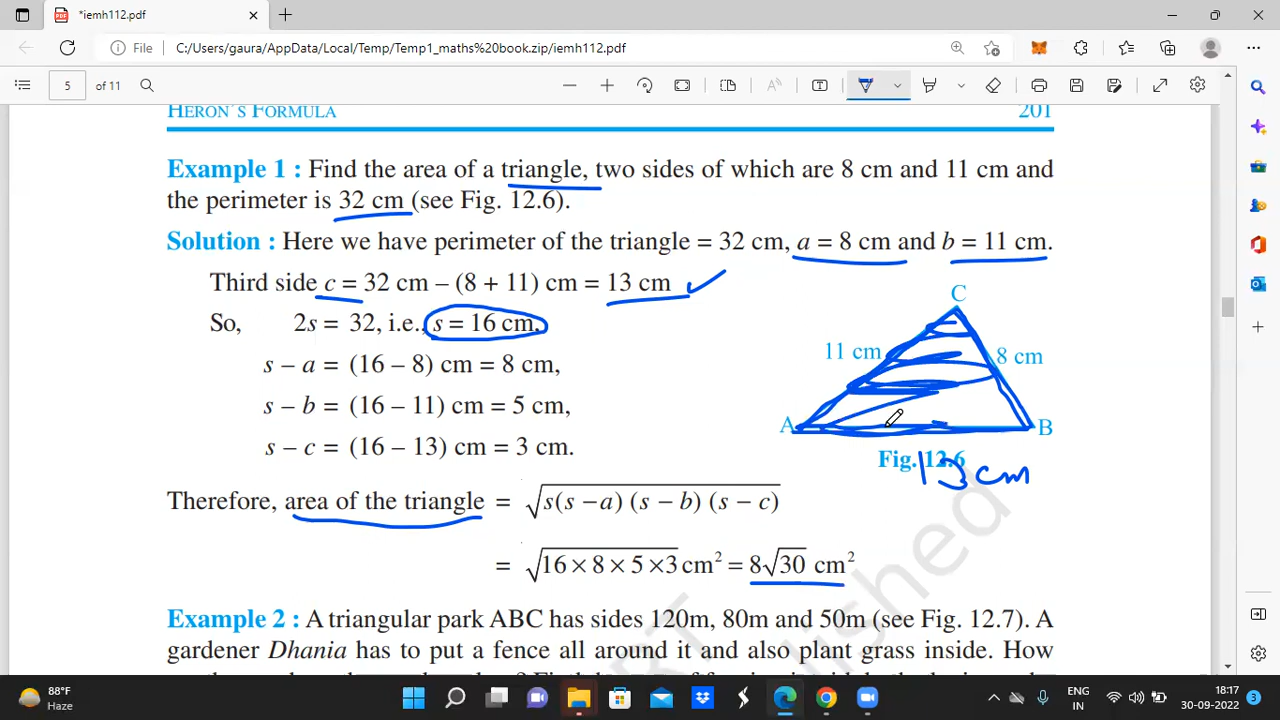 *iemh112.pdf
File
C:/Users/gaura/AppData/Local/Temp/Temp1_maths%20book.zip/iemh112.pdf
5 of 11
HERON'S FORMULA 201
Example 1 : Find the area of a triangle, two sides of which are 8 cm and 11 cm and
the perimeter is 32 cm (see Fig. 12.6).
Solution : Here we have perimeter of the triangle = 32 cm, a = 8 cm and b = 11 cm.
Third side c = 32 cm – (8 + 11) cm = 13 cm
So, 2s = 32, i.e., s = 16 cm,
s – a = (16 – 8) cm = 8 cm,
s – b = (16 – 11) cm = 5 cm,
s – c = (16 – 13) cm = 3 cm.
C
11 cm
8 cm
A
B
Fig. 12.6
13 cm
Therefore, area of the triangle = √s(s – a) (s – b) (s – c)
= √16 × 8 × 5 × 3 cm² = 8√30 cm²
Example 2 : A triangular park ABC has sides 120m, 80m and 50m (see Fig. 12.7). A
gardener Dhania has to put a fence all around it and also plant grass inside. How
88°F
Haze
ENG
IN
18:17
30-09-2022
3